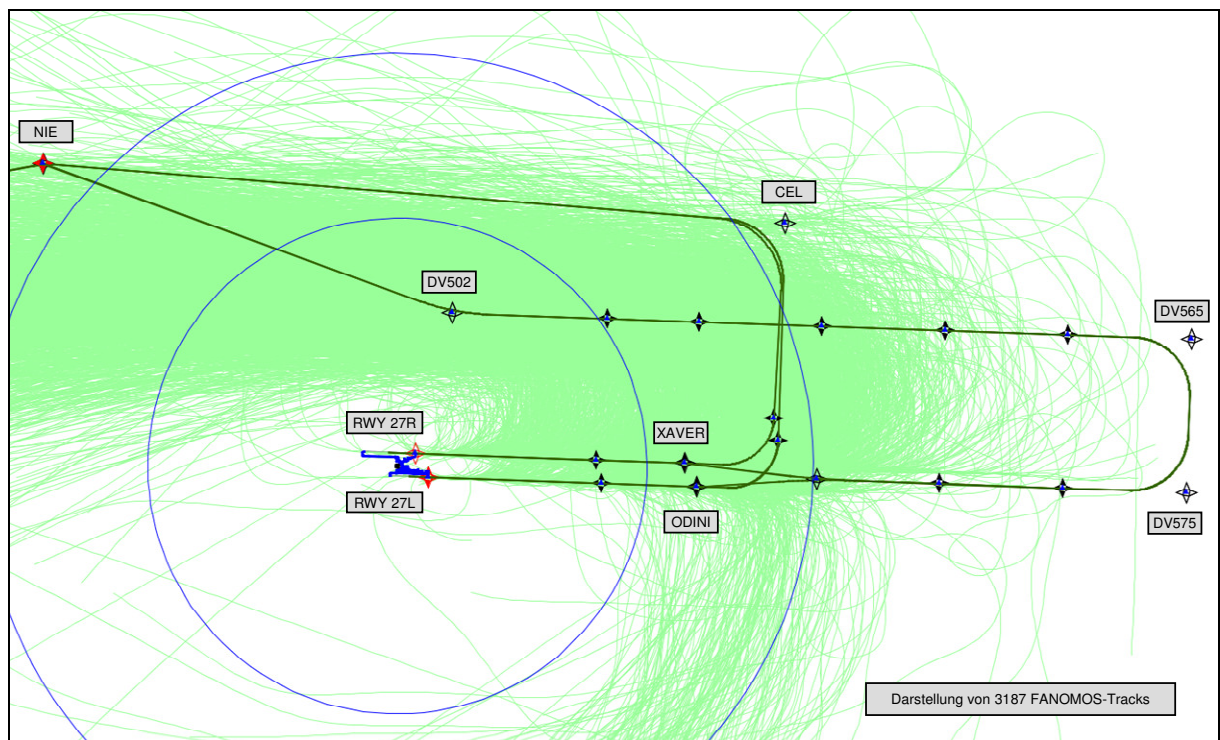 NIE
CEL
DV502
DV565
RWY 27R
XAVER
RWY 27L
ODINI
DV575
Darstellung von 3187 FANOMOS-Tracks